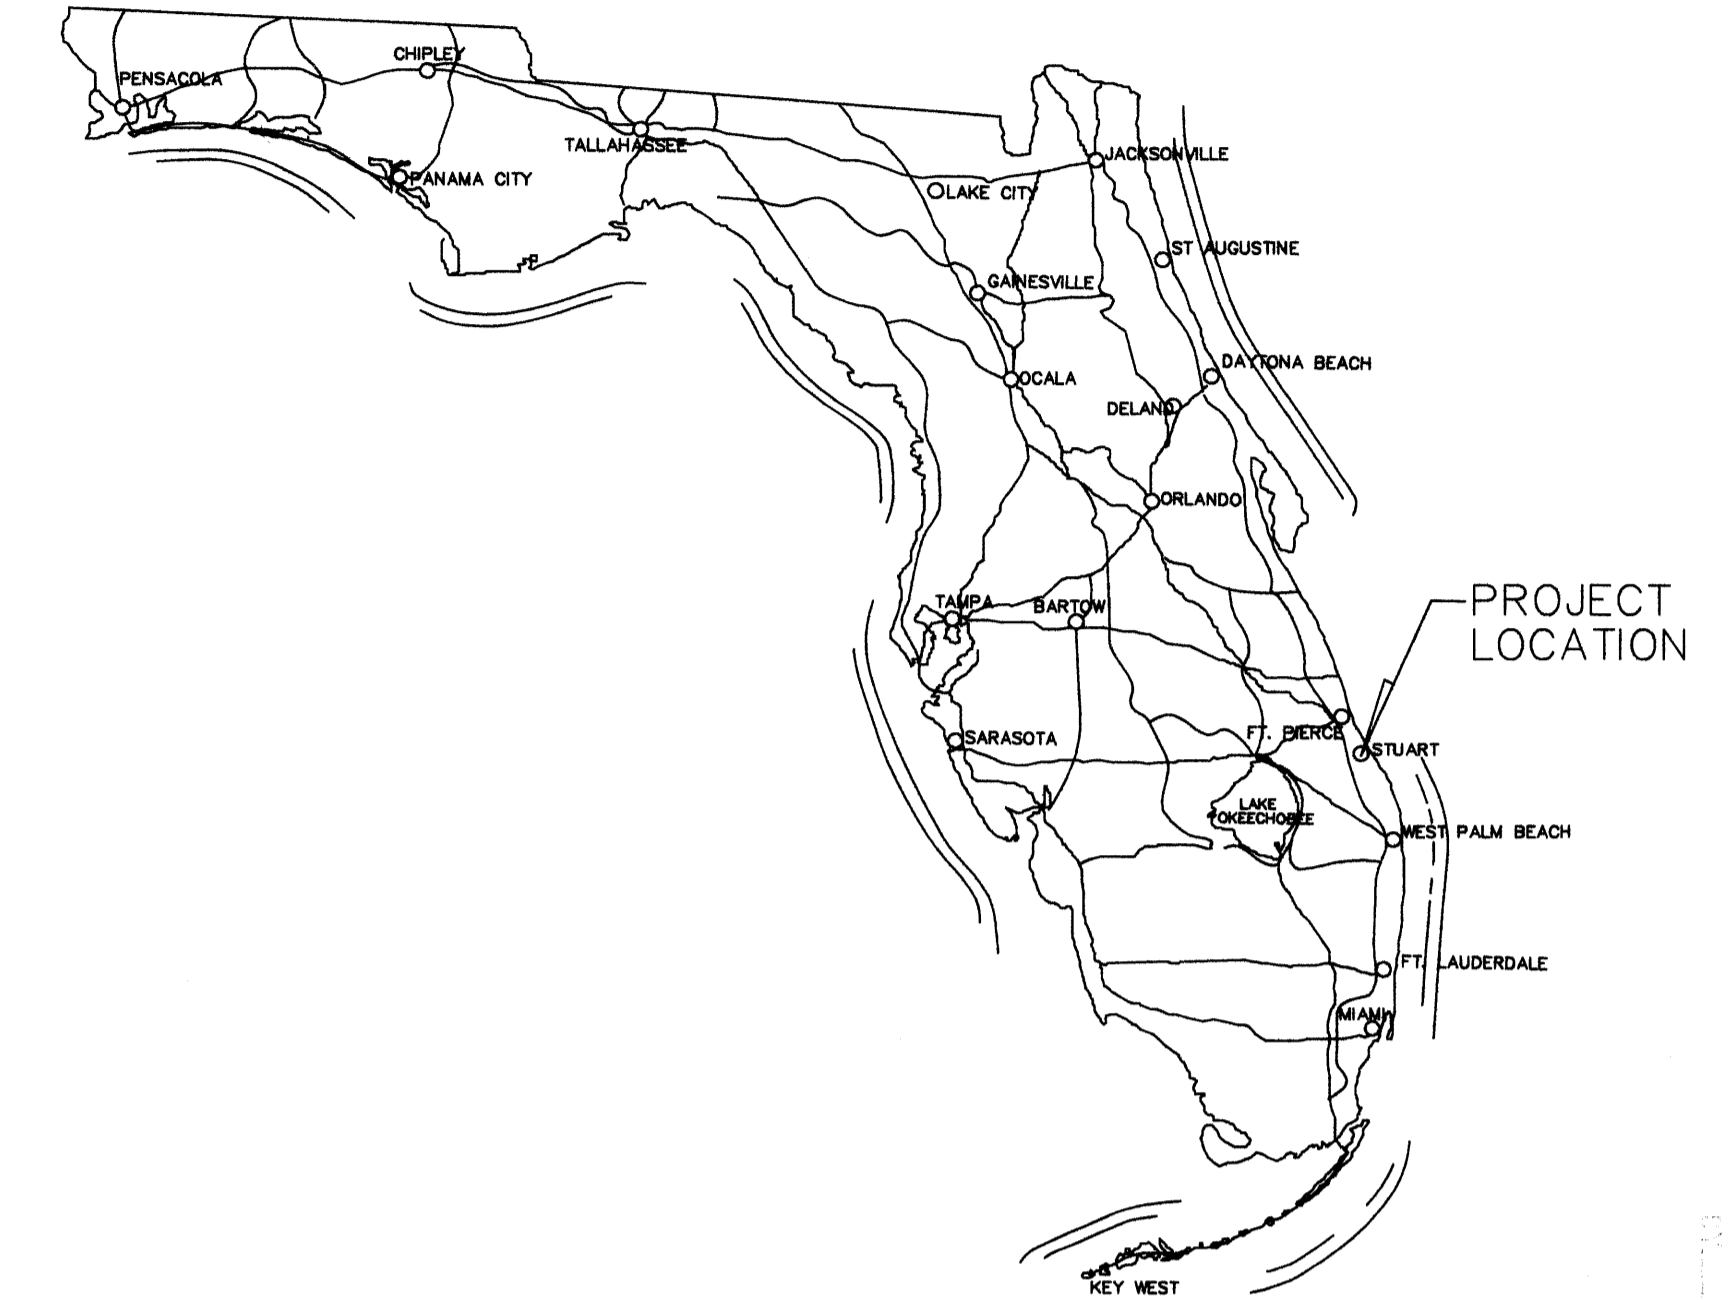 CHIPLEY
PENSACOLA
TALLAHASSEE
JACKSONVILLE
PANAMA CITY
LAKE CITY
ST AUGUSTINE
GAINESVILLE
DAYTONA BEACH
OCALA
DELAND
ORLANDO
PROJECT
LOCATION
TAMPA
BARTOW
FT. PIERCE
SARASOTA
STUART
LAKE
OKEECHOBEE
WEST PALM BEACH
FT. LAUDERDALE
MIAMI
KEY WEST